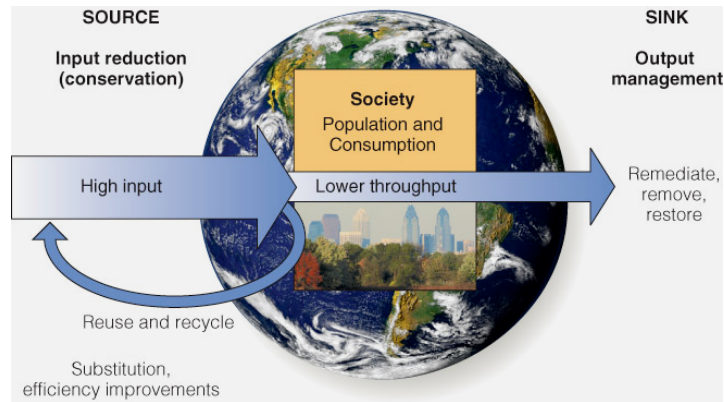 SOURCE
Input reduction
(conservation)
SINK
Output
management
Society
Population and
Consumption
High input
Lower throughput
Remediate,
remove,
restore
Reuse and recycle
Substitution,
efficiency improvements